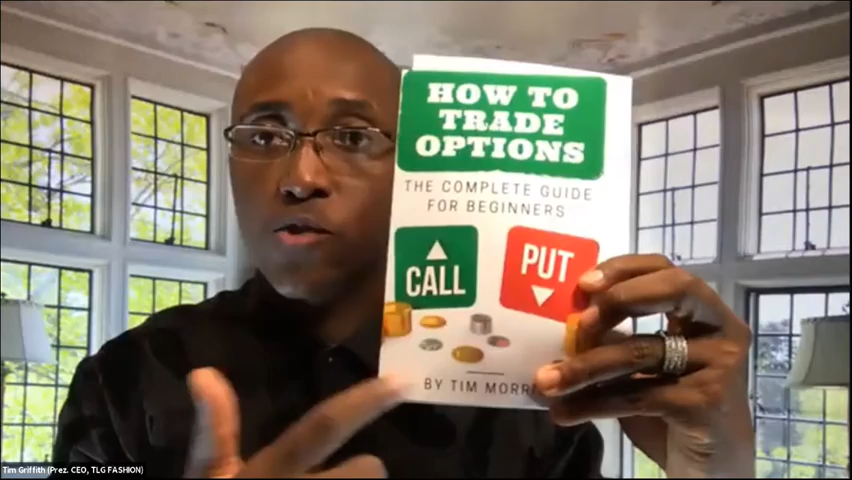 HOW TO
TRADE
OPTIONS
THE COMPLETE GUIDE
FOR BEGINNERS
CALL
PUT
BY TIM
Tim Griffith (Prez. CEO, TLG FASHION)